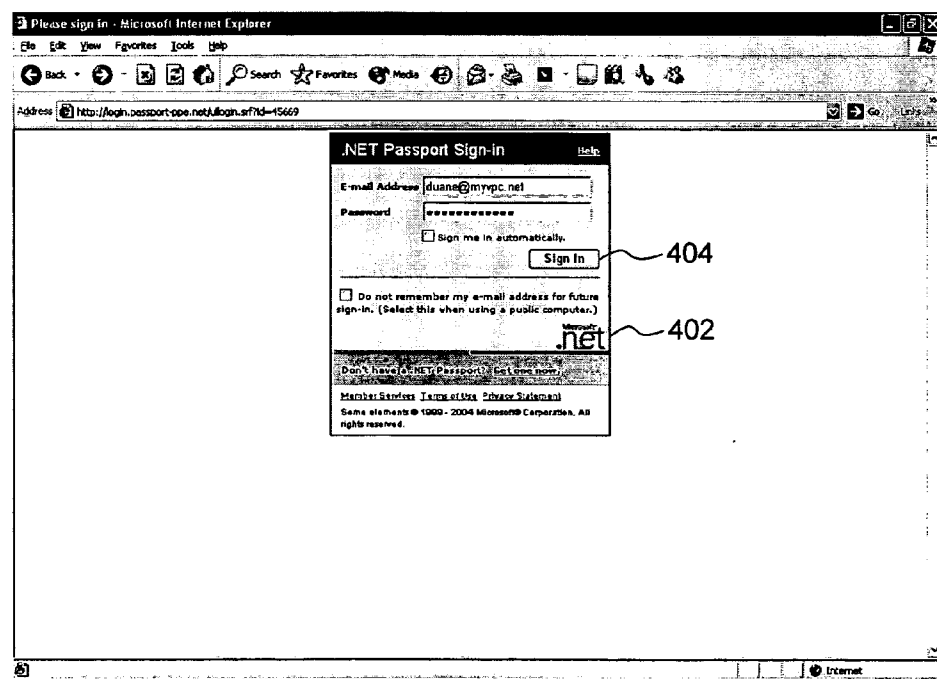 Please sign in - Microsoft Internet Explorer
File Edit View Favorites Tools Help
Back Search Favorites Media
Address http://login.passport-ppe.net/uilogin.srf?id=45669 Go Links
.NET Passport Sign-in Help
E-mail Address duane@myvpc.net
Password ••••••••••••
Sign me in automatically.
Sign In 404
Do not remember my e-mail address for future
sign-in. (Select this when using a public computer.)
Microsoft
.net 402
Don't have a .NET Passport? Get one now.
Member Services Terms of Use Privacy Statement
Some elements © 1999 - 2004 Microsoft® Corporation. All
rights reserved.
Internet